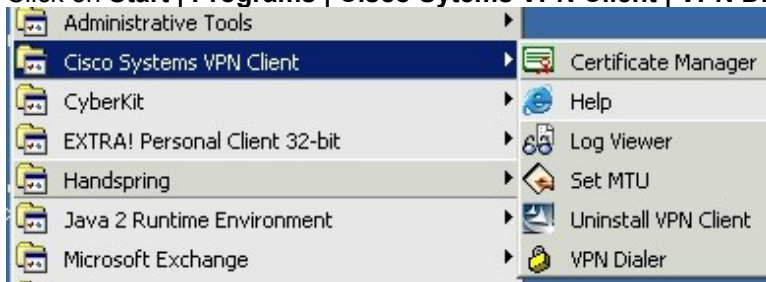 Click on Start | Programs | Cisco Sytems VPN Client | VPN
Administrative Tools
Cisco Systems VPN Client
CyberKit
EXTRA! Personal Client 32-bit
Handspring
Java 2 Runtime Environment
Microsoft Exchange
Certificate Manager
Help
Log Viewer
Set MTU
Uninstall VPN Client
VPN Dialer